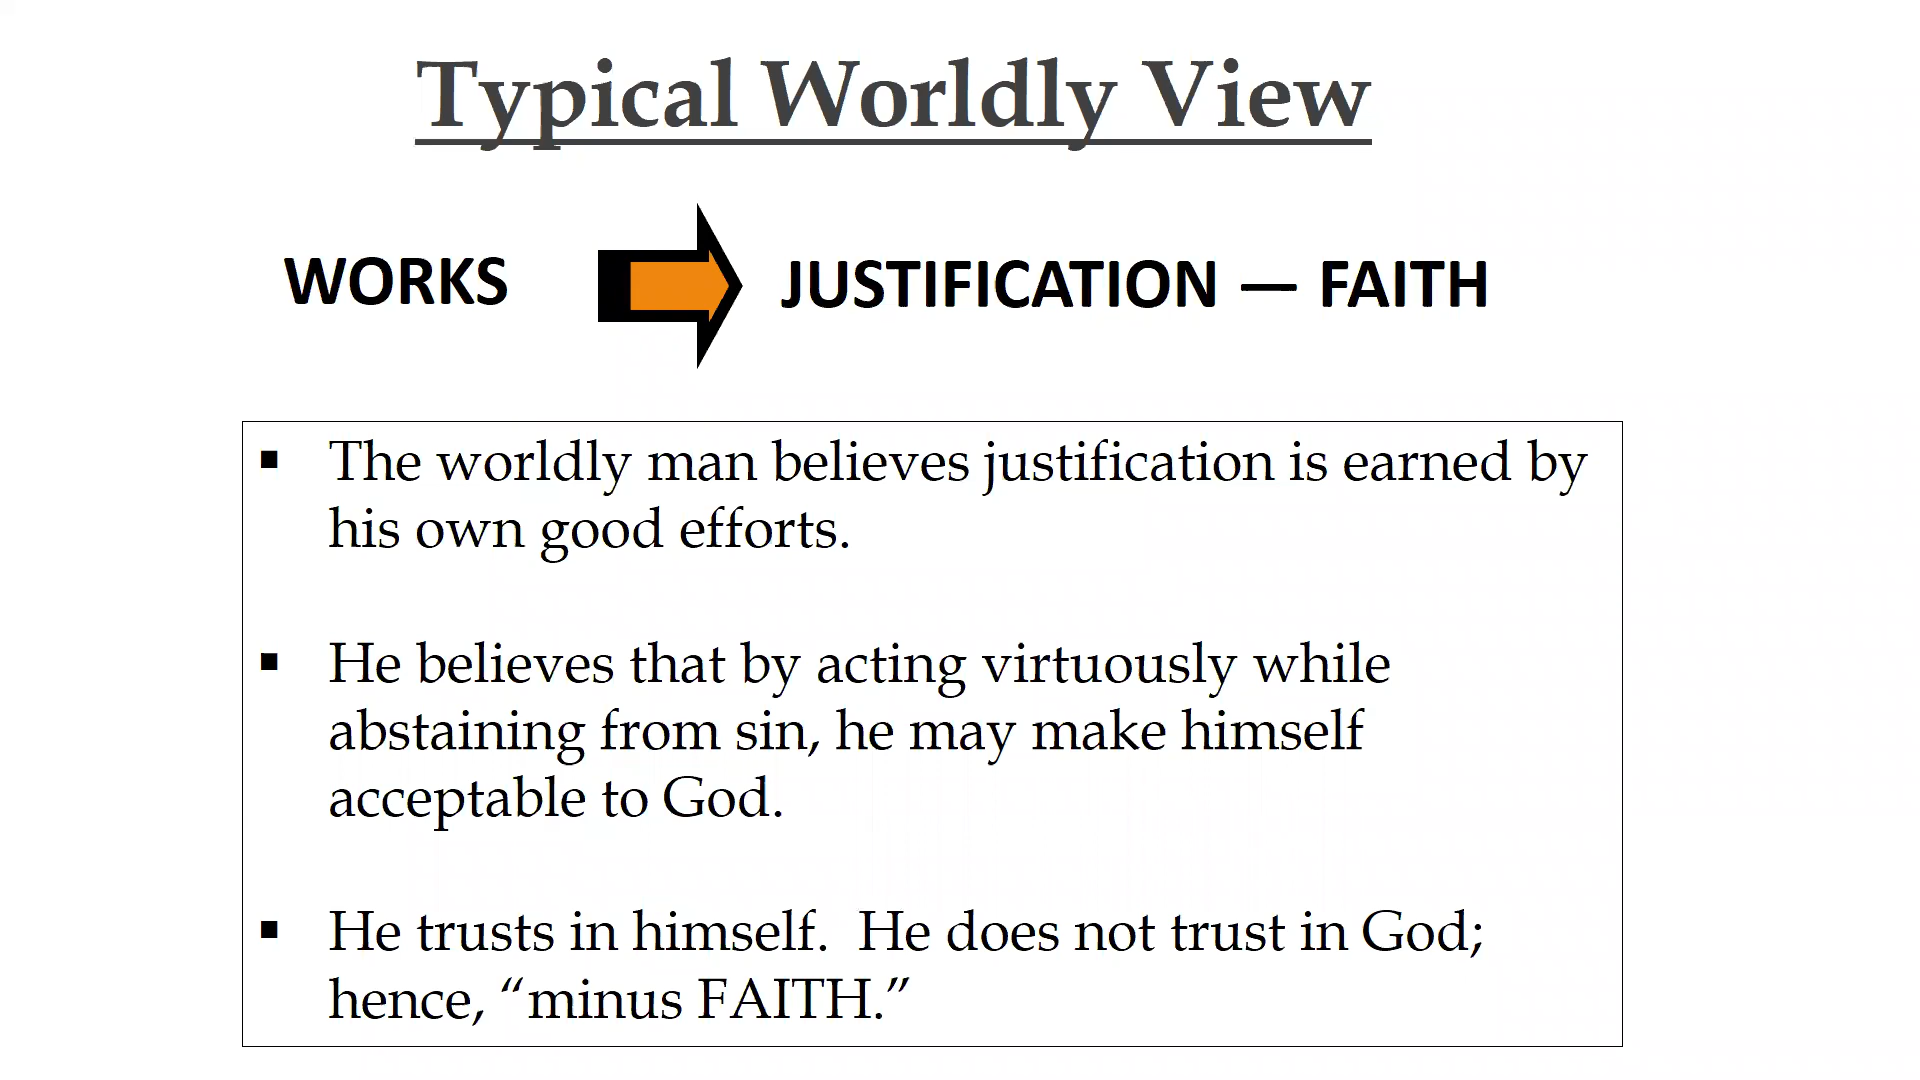 Typical Worldly View
WORKS JUSTIFICATION — FAITH
▪ The worldly man believes justification is earned by
his own good efforts.
▪ He believes that by acting virtuously while
abstaining from sin, he may make himself
acceptable to God.
▪ He trusts in himself.  He does not trust in God;
hence, “minus FAITH.”